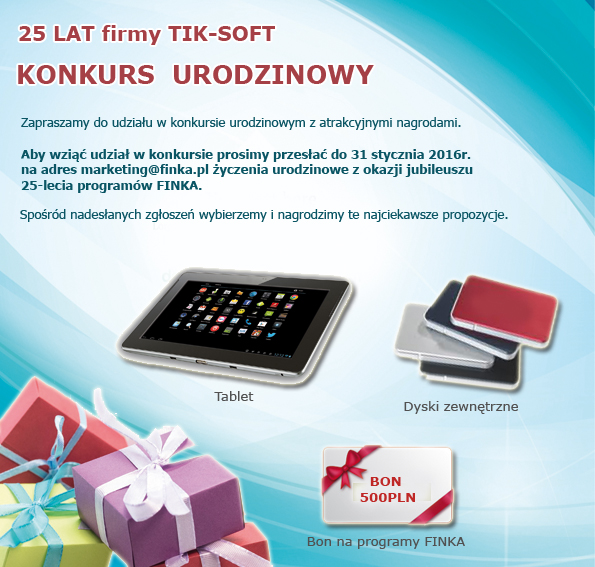 25 LAT firmy TIK-SOFT
KONKURS URODZINOWY
Zapraszamy do udziału w konkursie urodzinowym z atrakcyjnymi nagrodami.
Aby wziąć udział w konkursie prosimy przesłać do 31 stycznia 2016r.
na adres marketing@finka.pl życzenia urodzinowe z okazji jubileuszu
25-lecia programów FINKA.
Spośród nadesłanych zgłoszeń wybierzemy i nagrodzimy te najciekawsze propozycje.
Tablet
Dyski zewnętrzne
BON
500PLN
Bon na programy FINKA